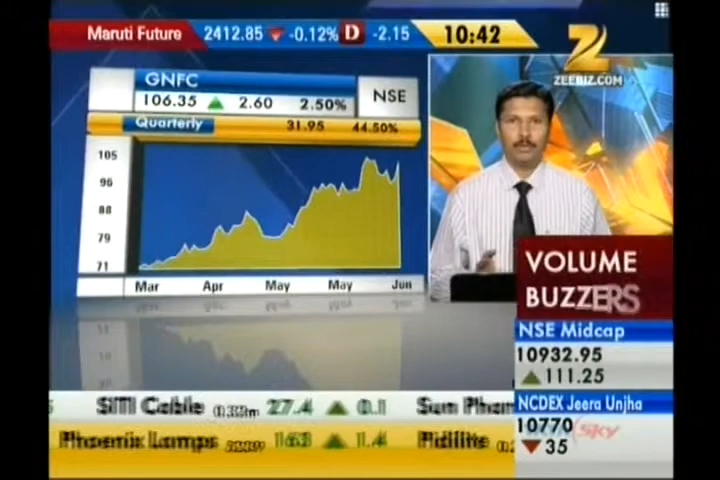 Maruti Future 2412.85 -0.12% D -2.15 10:42
Z
ZEEBIZ.COM
GNFC
106.35 2.60 2.50% NSE
Quarterly 31.95 44.50%
105
96
88
79
71
Mar Apr May May Jun
VOLUME
BUZZERS
NSE Midcap
10932.95
111.25
NCDEX Jeera Unjha
10770
35
sky
SITI Cable 27.4 0.1 Sun Pharm
Phoenix Lamps 163 1.4 Pidilite